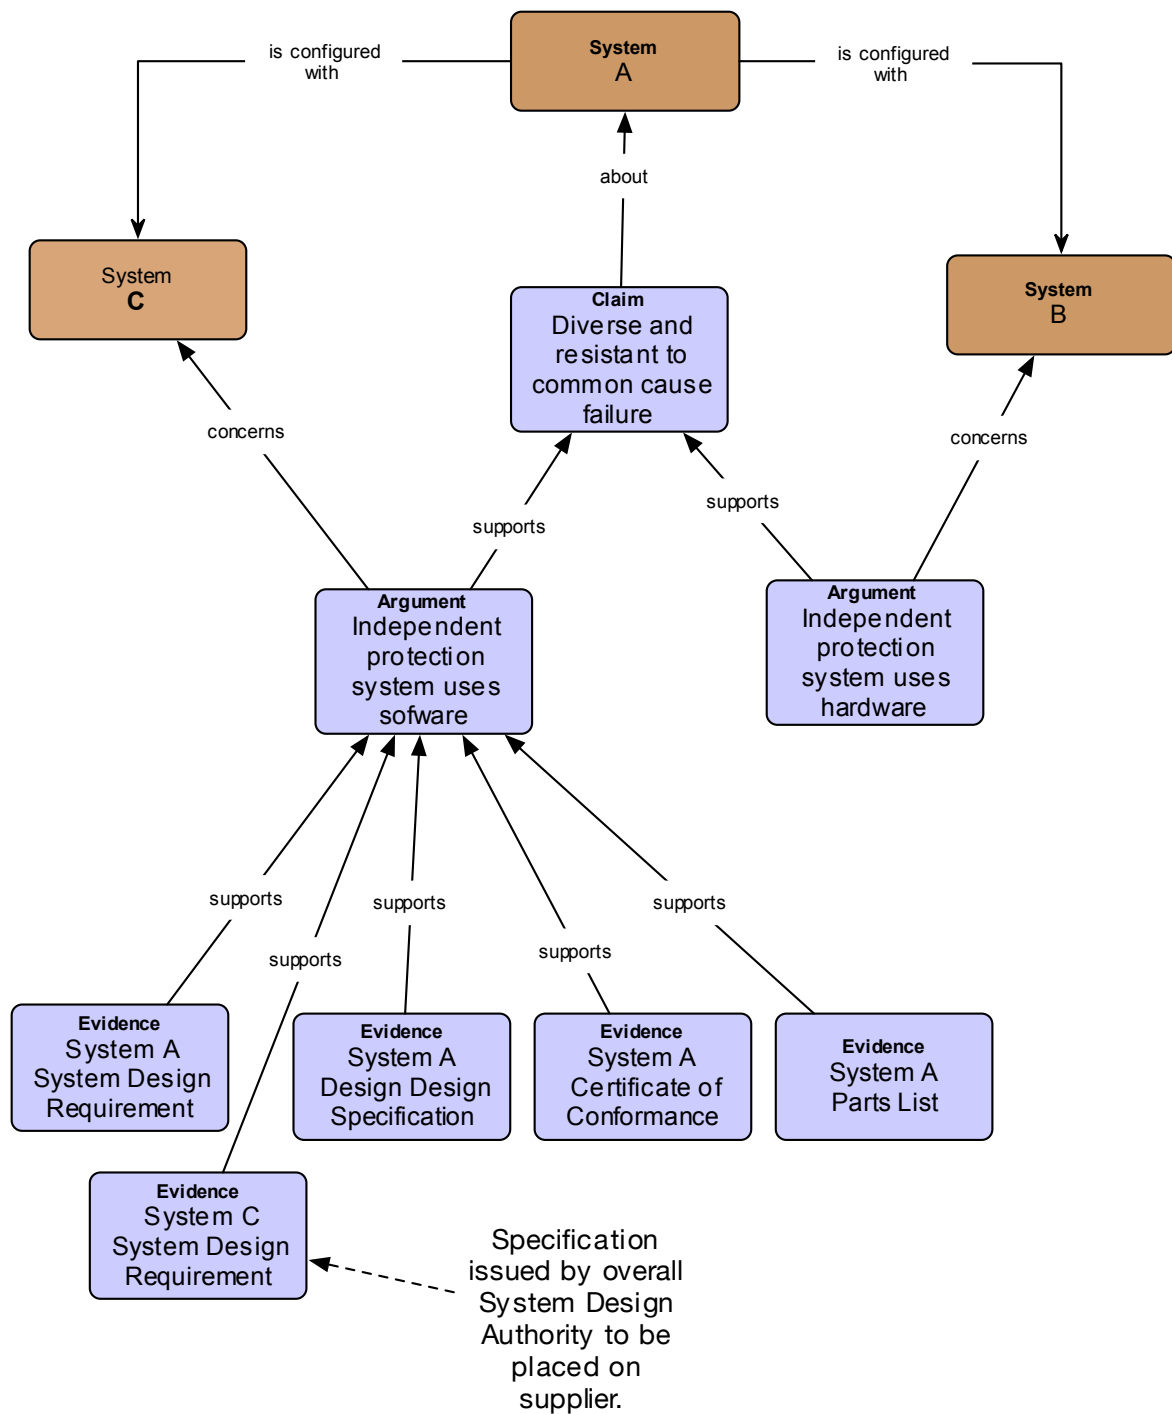 System
A
is configured
with
is configured
with
about
System
C
Claim
Diverse and
resistant to
common cause
failure
System
B
concerns
concerns
supports
supports
Argument
Independent
protection
system uses
sofware
Argument
Independent
protection
system uses
hardware
supports
supports
supports
supports
supports
Evidence
System A
System Design
Requirement
Evidence
System A
Design Design
Specification
Evidence
System A
Certificate of
Conformance
Evidence
System A
Parts List
Evidence
System C
System Design
Requirement
Specification
issued by overall
System Design
Authority to be
placed on
supplier.